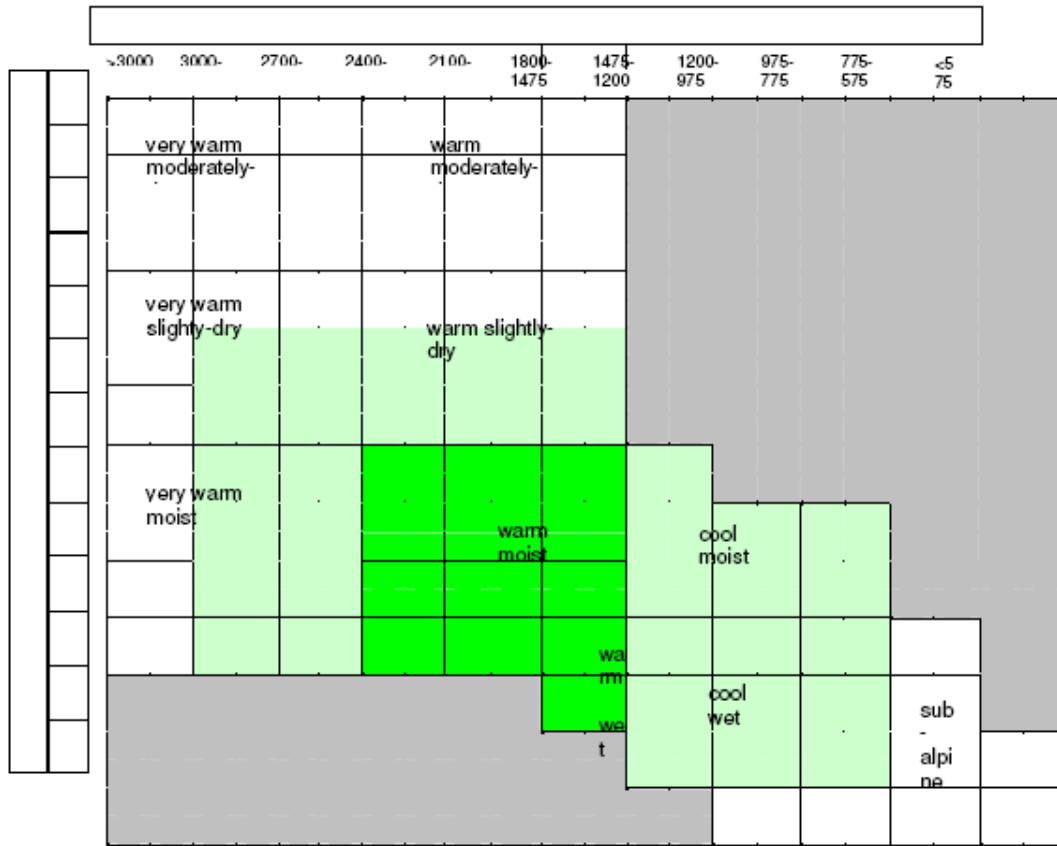 >3000 3000- 2700- 2400- 2100- 1800- 1475- 1200- 975- 775- <5
1475 1200 975 775 575 75
very warm
moderately-
warm
moderately-
very warm
slighty-dry
warm slightly-
dry
very warm
moist
warm
moist
cool
moist
wa
rm
we
t
cool
wet
sub
-
alpi
ne